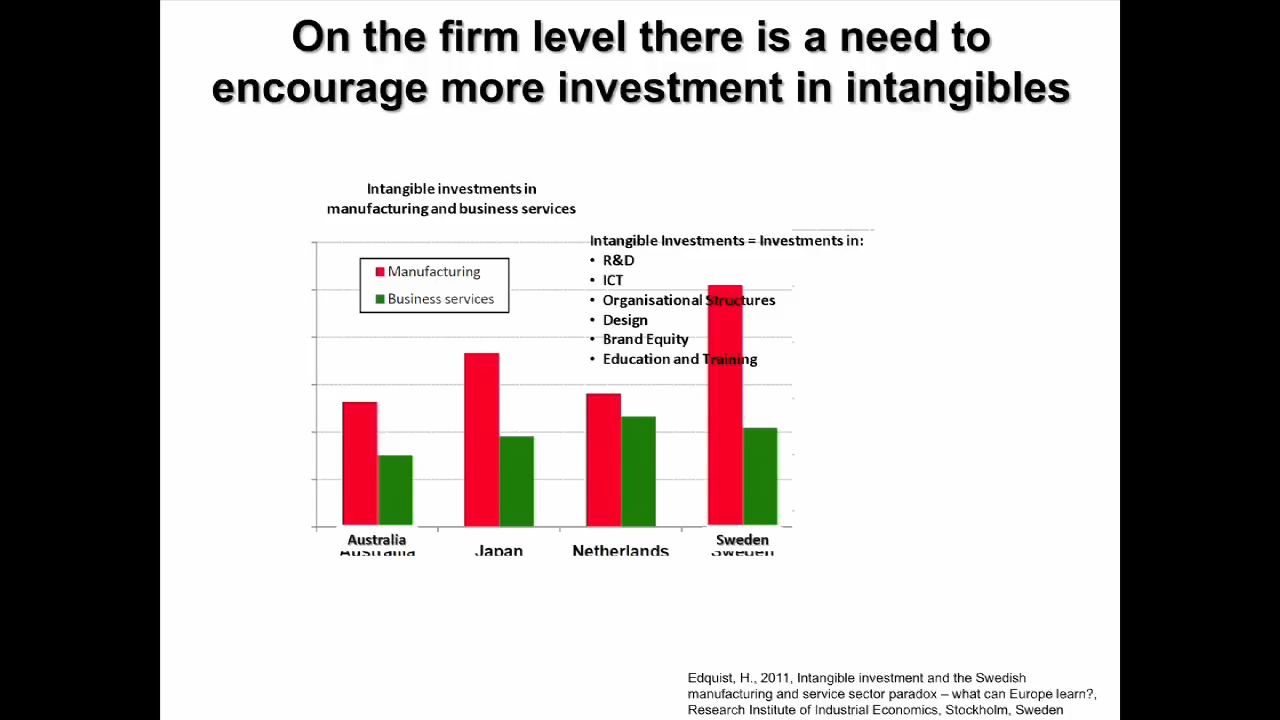 On the firm level there is a need to
encourage more investment in intangibles
Intangible investments in
manufacturing and business services
Manufacturing
Business services
Intangible Investments = Investments in:
• R&D
• ICT
• Organisational Structures
• Design
• Brand Equity
• Education and Training
Australia
Sweden
Australia Japan Netherlands Sweden
Edquist, H., 2011, Intangible investment and the Swedish
manufacturing and service sector paradox – what can Europe learn?,
Research Institute of Industrial Economics, Stockholm, Sweden